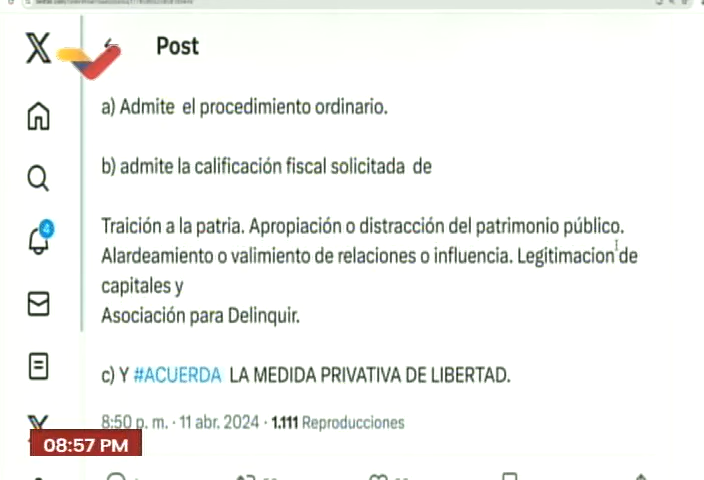 Post
a) Admite el procedimiento ordinario.
b) admite la calificación fiscal solicitada de
Traición a la patria. Apropiación o distracción del patrimonio público.
Alardeamiento o valimiento de relaciones o influencia. Legitimacion de
capitales y
Asociación para Delinquir.
c) Y #ACUERDA LA MEDIDA PRIVATIVA DE LIBERTAD.
8:50 p. m. · 11 abr. 2024 · 1.111 Reproducciones
4
08:57 PM